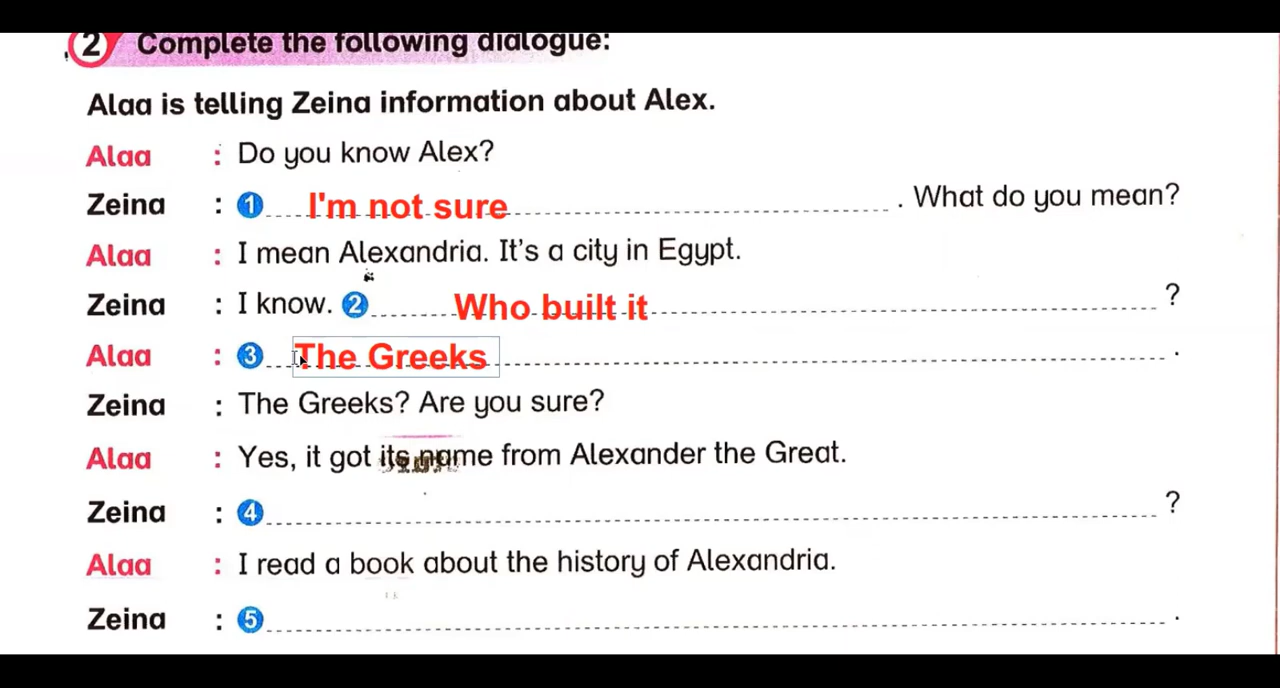 2 Complete the following dialogue:
Alaa is telling Zeina information about Alex.
Alaa : Do you know Alex?
Zeina : 1 I'm not sure . What do you mean?
Alaa : I mean Alexandria. It's a city in Egypt.
Zeina : I know. 2 Who built it ?
Alaa : 3 The Greeks .
Zeina : The Greeks? Are you sure?
Alaa : Yes, it got its name from Alexander the Great.
Zeina : 4 ?
Alaa : I read a book about the history of Alexandria.
Zeina : 5 .